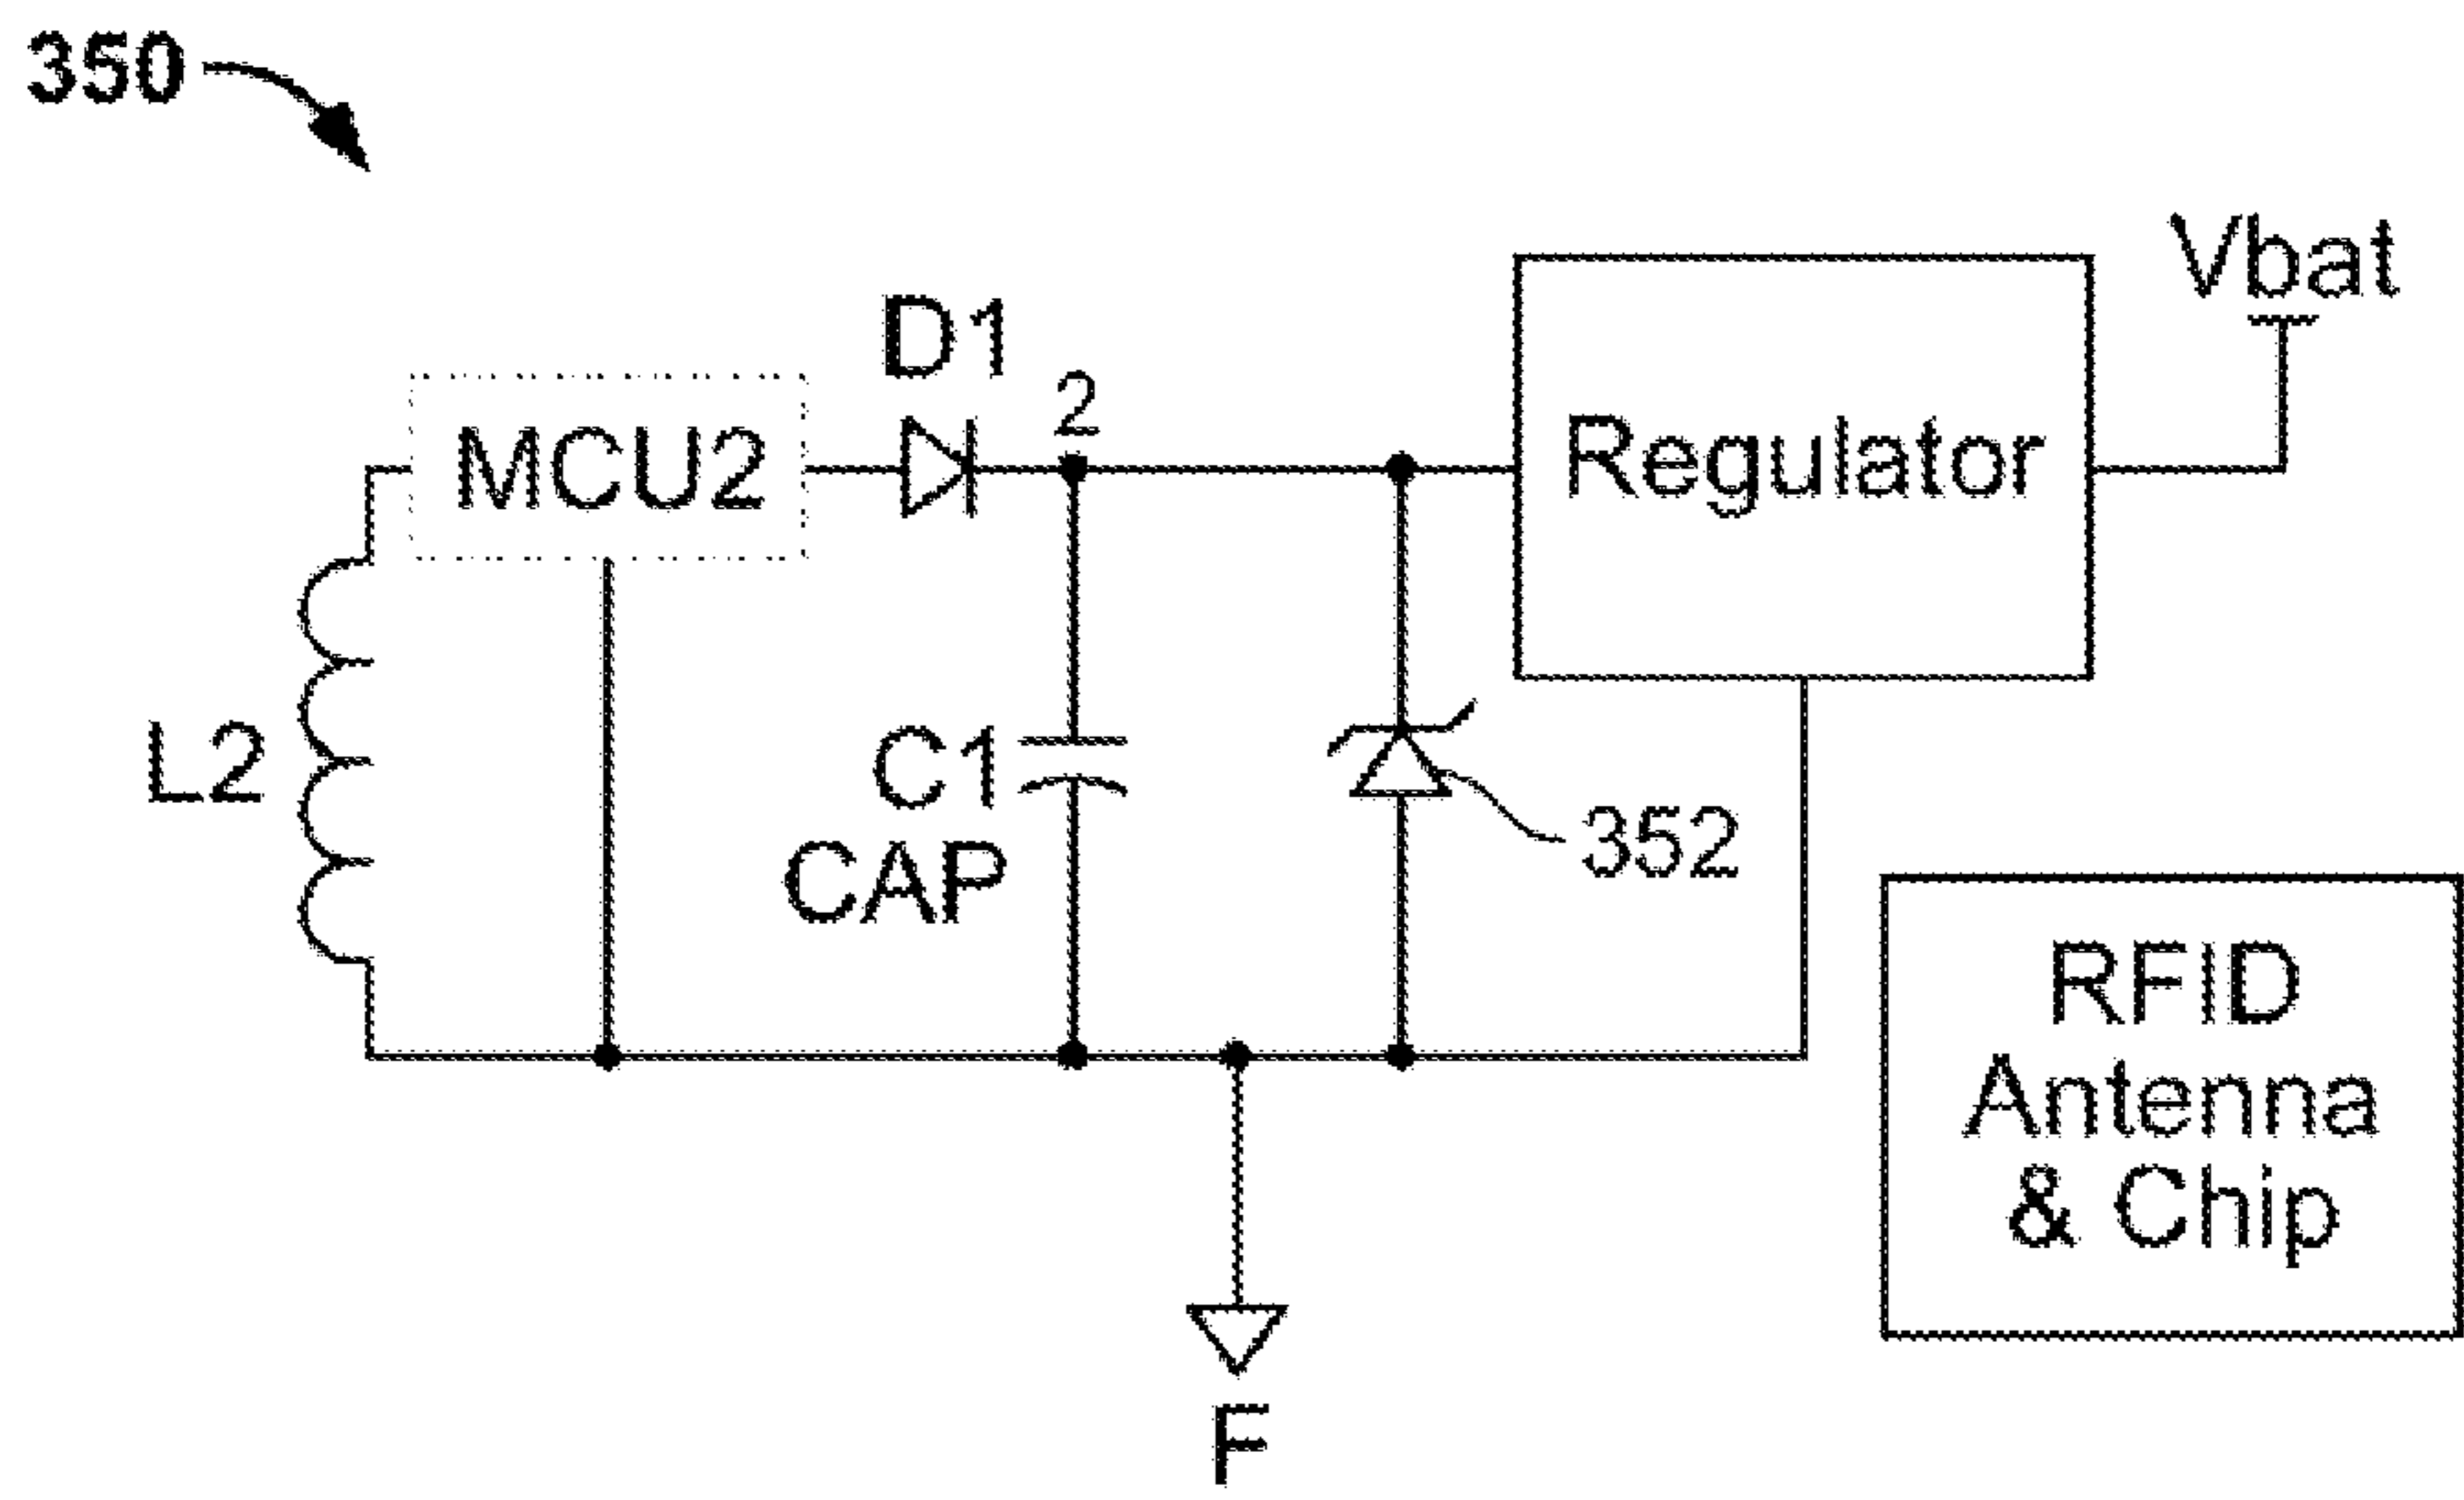 350
Vbat
D1
2
MCU2
Regulator
L2
C1
CAP
352
RFID
Antenna
& Chip
F